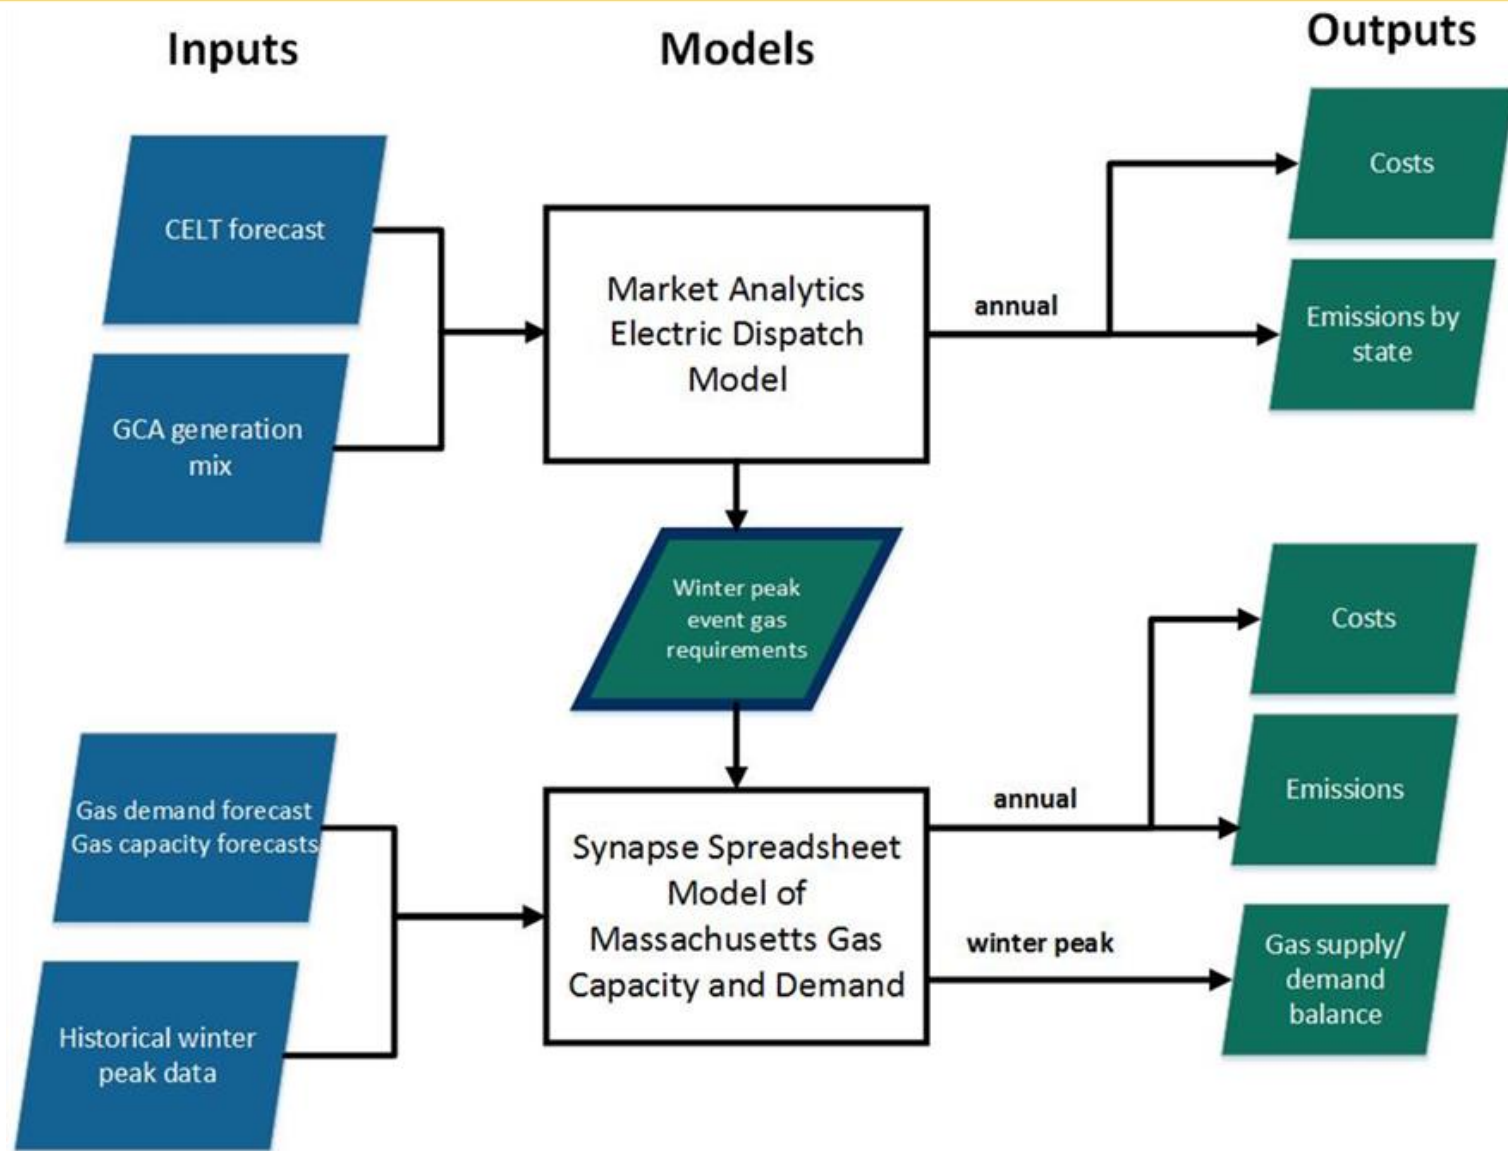 Inputs
Models
Outputs
CELT forecast
GCA generation
mix
Market Analytics
Electric Dispatch
Model
annual
Costs
Emissions by
state
Winter peak
event gas
requirements
Gas demand forecast
Gas capacity forecasts
Historical winter
peak data
Synapse Spreadsheet
Model of
Massachusetts Gas
Capacity and Demand
annual
winter peak
Costs
Emissions
Gas supply/
demand
balance